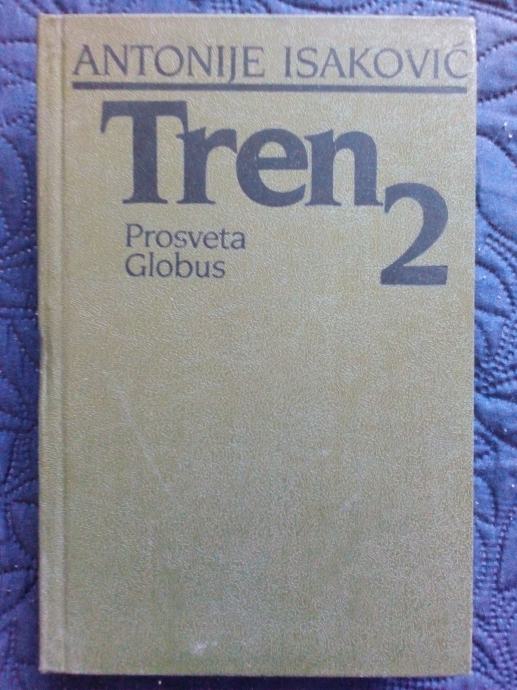 ANTONIJE ISAKOVIĆ
Tren 2
Prosveta
Globus